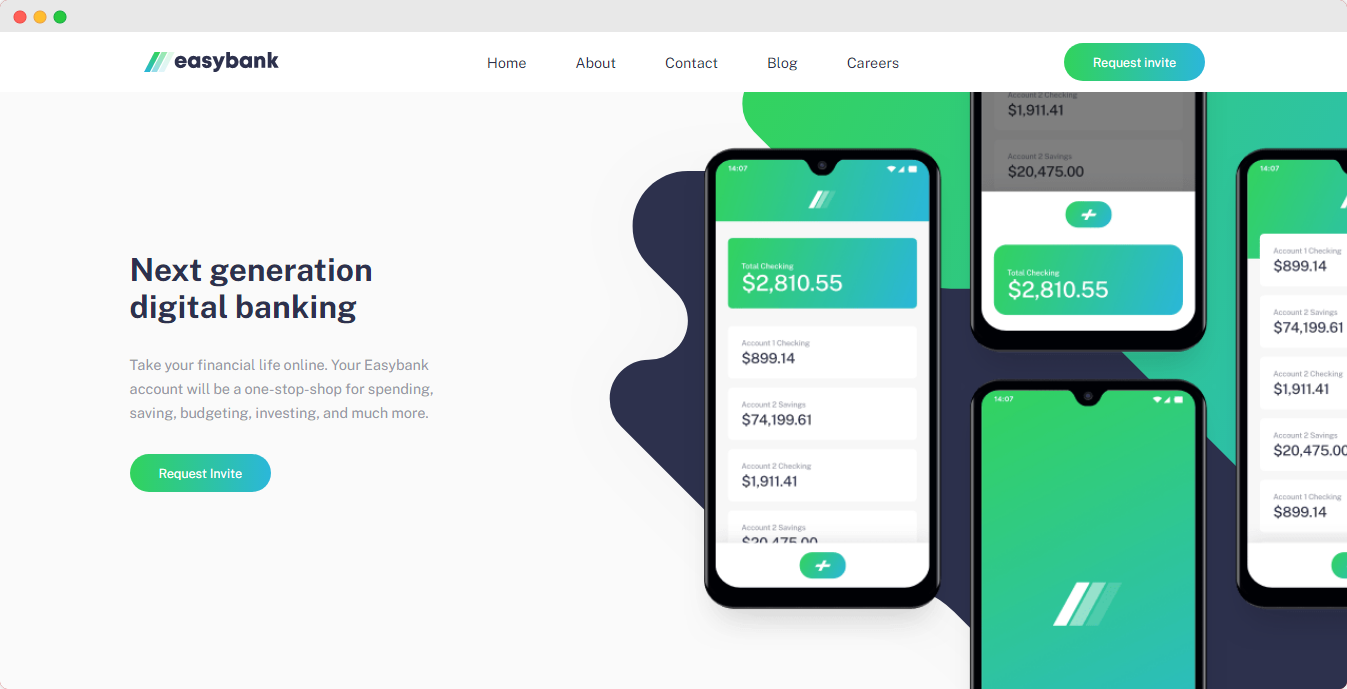 easybank
Home
About
Contact
Blog
Careers
Request invite
Next generation
digital banking
Take your financial life online. Your Easybank
account will be a one-stop-shop for spending,
saving, budgeting, investing, and much more.
Request Invite
14:07
Total Checking
$2,810.55
Account 1 Checking
$899.14
Account 2 Savings
$74,199.61
Account 2 Checking
$1,911.41
Account 2 Savings
$20,475.00
Account 2 Checking
$1,911.41
Account 2 Savings
$20,475.00
Total Checking
$2,810.55
14:07
14:07
Account 1 Checking
$899.14
Account 2 Savings
$74,199.61
Account 2 Checking
$1,911.41
Account 2 Savings
$20,475.00
Account 1 Checking
$899.14